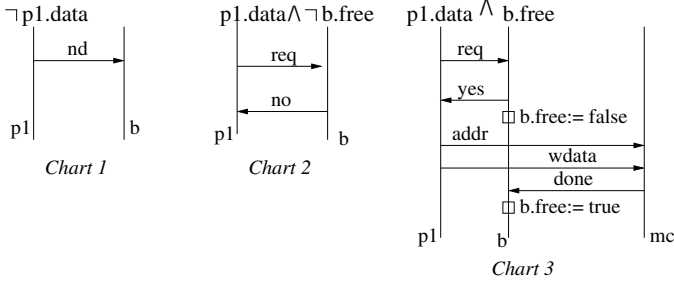 ¬p1.data
nd
p1 b
Chart 1
p1.data∧¬b.free
req
no
p1 b
Chart 2
p1.data ∧ b.free
req
yes
b.free:= false
addr
wdata
done
b.free:= true
p1 b mc
Chart 3